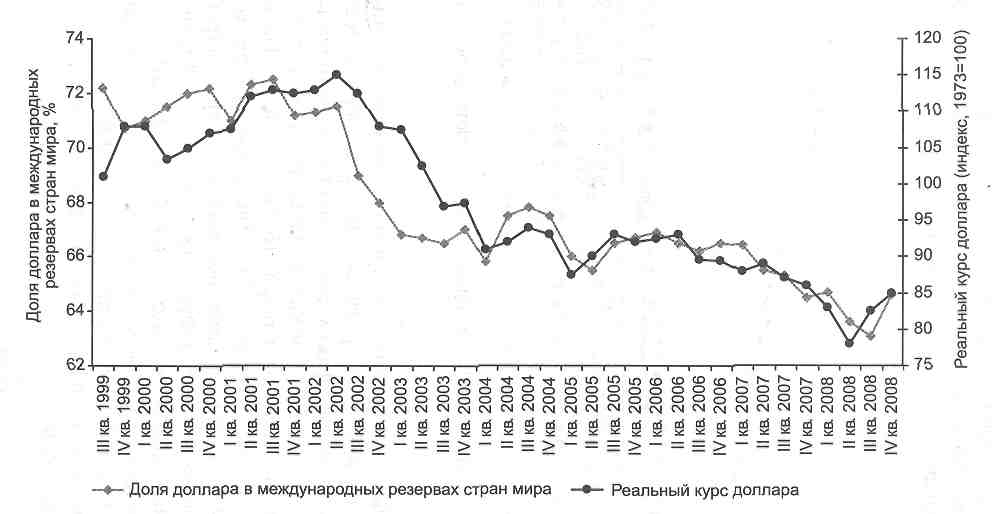 Доля доллара в международных
резервах стран мира, %
74
72
70
68
66
64
62
120
115
110
105
100
95
90
85
80
75
Реальный курс доллара (индекс, 1973=100)
III кв. 1999
IV кв. 1999
I кв. 2000
II кв. 2000
III кв. 2000
IV кв. 2000
I кв. 2001
II кв. 2001
III кв. 2001
IV кв. 2001
I кв. 2002
II кв. 2002
III кв. 2002
IV кв. 2002
I кв. 2003
II кв. 2003
III кв. 2003
IV кв. 2003
I кв. 2004
II кв. 2004
III кв. 2004
IV кв. 2004
I кв. 2005
II кв. 2005
III кв. 2005
IV кв. 2005
I кв. 2006
II кв. 2006
III кв. 2006
IV кв. 2006
I кв. 2007
II кв. 2007
III кв. 2007
IV кв. 2007
I кв. 2008
II кв. 2008
III кв. 2008
IV кв. 2008
Доля доллара в международных резервах стран мира
Реальный курс доллара